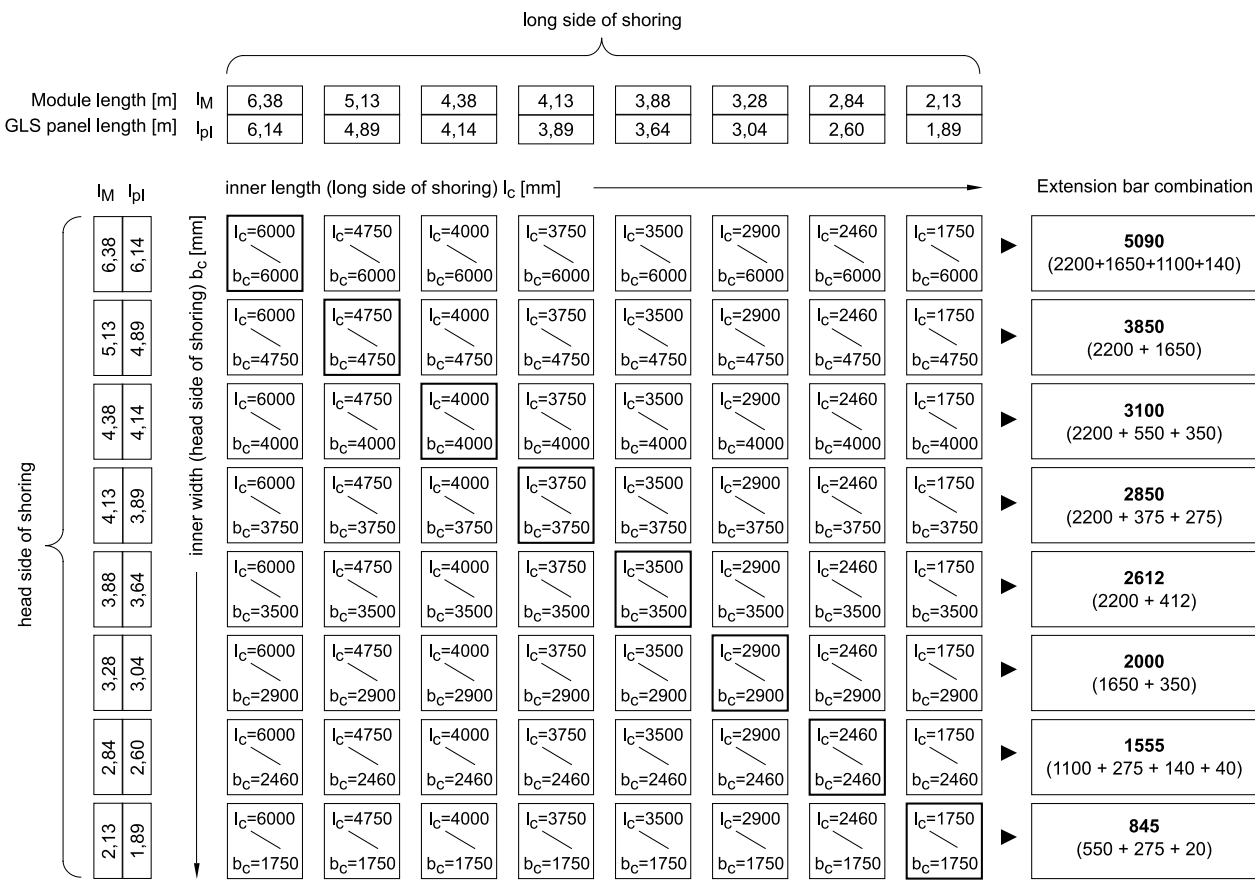 long side of shoring
Module length [m] lM 6,38 5,13 4,38 4,13 3,88 3,28 2,84 2,13
GLS panel length [m] lpl 6,14 4,89 4,14 3,89 3,64 3,04 2,60 1,89
lM lpl inner length (long side of shoring) lc [mm] Extension bar combination
head side of shoring
inner width (head side of shoring) bc [mm]
6,38 6,14
lc=6000 lc=4750 lc=4000 lc=3750 lc=3500 lc=2900 lc=2460 lc=1750 5090
bc=6000 bc=6000 bc=6000 bc=6000 bc=6000 bc=6000 bc=6000 bc=6000 (2200+1650+1100+140)
5,13 4,89
lc=6000 lc=4750 lc=4000 lc=3750 lc=3500 lc=2900 lc=2460 lc=1750 3850
bc=4750 bc=4750 bc=4750 bc=4750 bc=4750 bc=4750 bc=4750 bc=4750 (2200 + 1650)
4,38 4,14
lc=6000 lc=4750 lc=4000 lc=3750 lc=3500 lc=2900 lc=2460 lc=1750 3100
bc=4000 bc=4000 bc=4000 bc=4000 bc=4000 bc=4000 bc=4000 bc=4000 (2200 + 550 + 350)
4,13 3,89
lc=6000 lc=4750 lc=4000 lc=3750 lc=3500 lc=2900 lc=2460 lc=1750 2850
bc=3750 bc=3750 bc=3750 bc=3750 bc=3750 bc=3750 bc=3750 bc=3750 (2200 + 375 + 275)
3,88 3,64
lc=6000 lc=4750 lc=4000 lc=3750 lc=3500 lc=2900 lc=2460 lc=1750 2612
bc=3500 bc=3500 bc=3500 bc=3500 bc=3500 bc=3500 bc=3500 bc=3500 (2200 + 412)
3,28 3,04
lc=6000 lc=4750 lc=4000 lc=3750 lc=3500 lc=2900 lc=2460 lc=1750 2000
bc=2900 bc=2900 bc=2900 bc=2900 bc=2900 bc=2900 bc=2900 bc=2900 (1650 + 350)
2,84 2,60
lc=6000 lc=4750 lc=4000 lc=3750 lc=3500 lc=2900 lc=2460 lc=1750 1555
bc=2460 bc=2460 bc=2460 bc=2460 bc=2460 bc=2460 bc=2460 bc=2460 (1100 + 275 + 140 + 40)
2,13 1,89
lc=6000 lc=4750 lc=4000 lc=3750 lc=3500 lc=2900 lc=2460 lc=1750 845
bc=1750 bc=1750 bc=1750 bc=1750 bc=1750 bc=1750 bc=1750 bc=1750 (550 + 275 + 20)